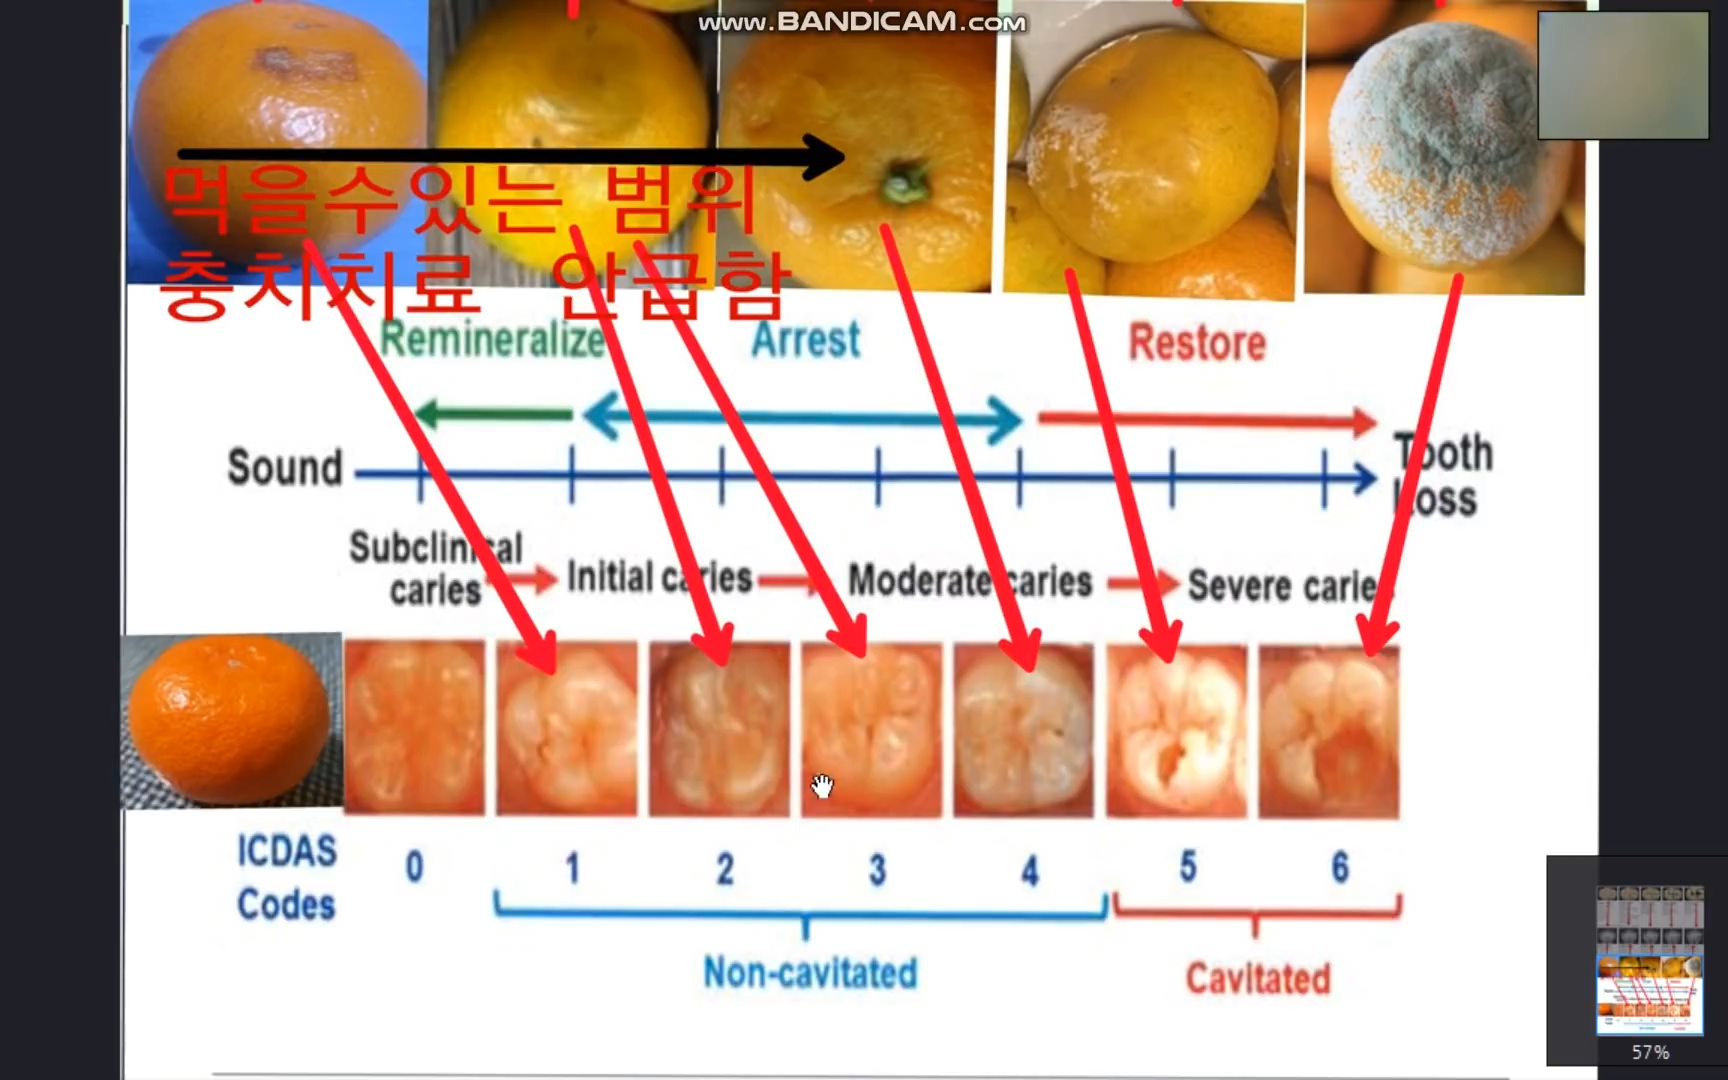 www.BANDICAM.com
먹을수있는 범위
충치치료 안급함
Remineralize Arrest Restore
Sound
Tooth
Loss
Subclinical
caries
Initial caries
Moderate caries
Severe carie
ICDAS
Codes
0 1 2 3 4 5 6
Non-cavitated
Cavitated
57%